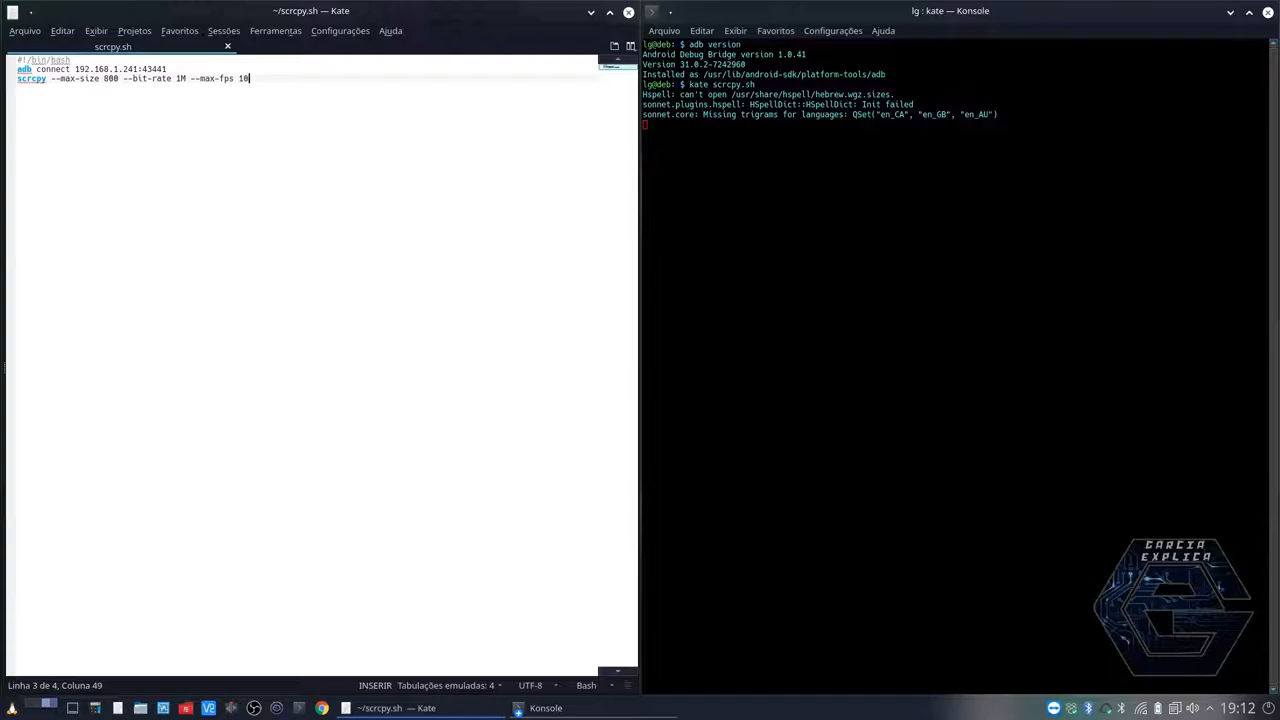 ~/scrcpy.sh — Kate
Arquivo Editar Exibir Projetos Favoritos Sessões Ferramentas Configurações Ajuda
scrcpy.sh
#!/bin/bash
adb connect 192.168.1.241:43441
scrcpy --max-size 800 --bit-rate 1M --max-fps 10
Linha 3 de 4, Coluna 49
INSERIR
Tabulações emuladas: 4
UTF-8
Bash
lg : kate — Konsole
Arquivo Editar Exibir Favoritos Configurações Ajuda
lg@deb: $ adb version
Android Debug Bridge version 1.0.41
Version 31.0.2-7242960
Installed as /usr/lib/android-sdk/platform-tools/adb
lg@deb: $ kate scrcpy.sh
Hspell: can't open /usr/share/hspell/hebrew.wgz.sizes.
sonnet.plugins.hspell: HSpellDict::HSpellDict: Init failed
sonnet.core: Missing trigrams for languages: QSet("en_CA", "en_GB", "en_AU")
GARCIA
EXPLICA
~/scrcpy.sh — Kate
Konsole
19:12